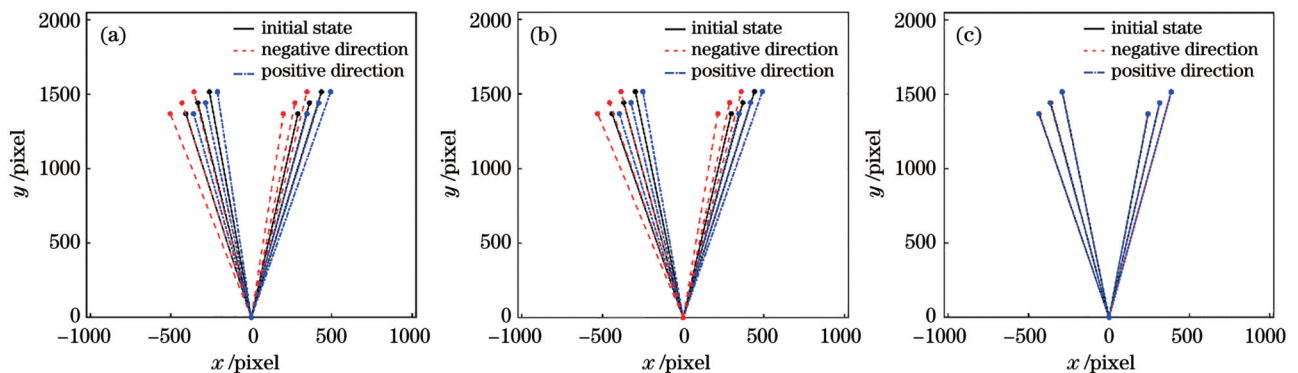 (a)
initial state
negative direction
positive direction
2000
1500
1000
500
0
y/pixel
−1000 −500 0 500 1000
x/pixel
(b)
initial state
negative direction
positive direction
2000
1500
1000
500
0
y/pixel
−1000 −500 0 500 1000
x/pixel
(c)
initial state
negative direction
positive direction
2000
1500
1000
500
0
y/pixel
−1000 −500 0 500 1000
x/pixel